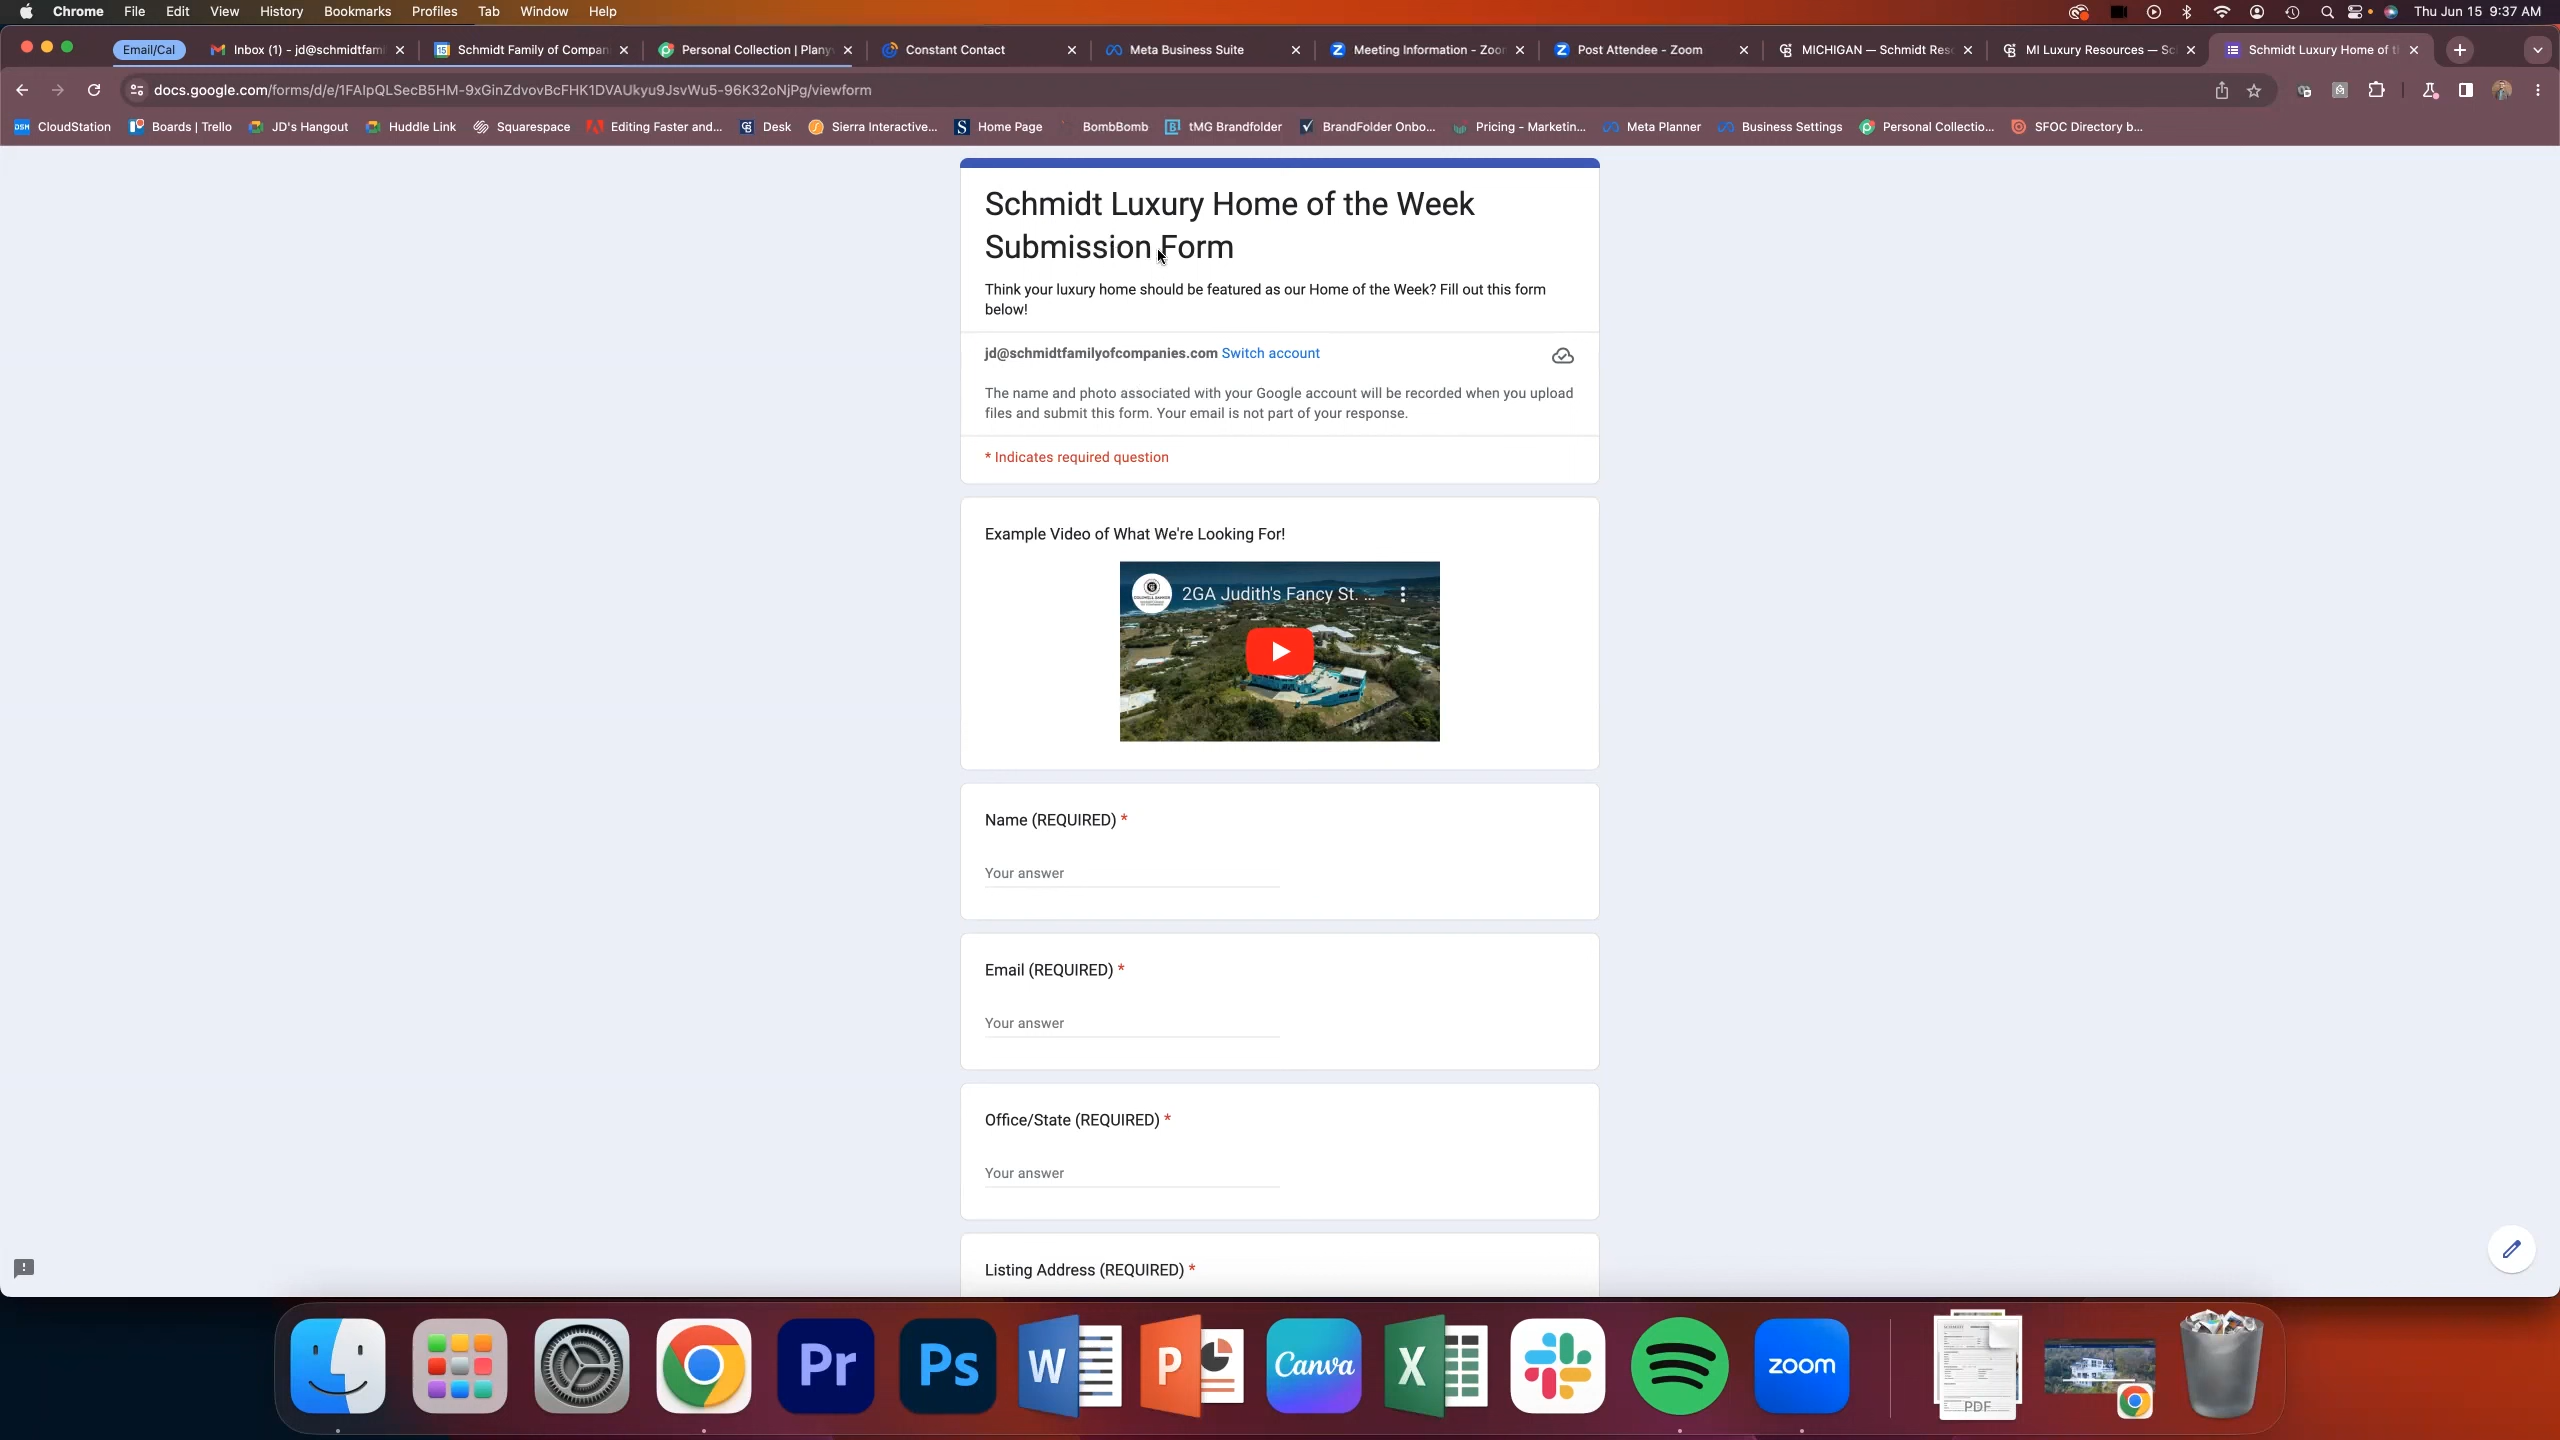 Chrome File Edit View History Bookmarks Profiles Tab Window Help Thu Jun 15 9:37 AM
Email/Cal Inbox (1) - jd@schmidtfami Schmidt Family of Compan Personal Collection | Plany Constant Contact Meta Business Suite Meeting Information - Zoo Post Attendee - Zoom MICHIGAN — Schmidt Res MI Luxury Resources — Sc Schmidt Luxury Home of t
docs.google.com/forms/d/e/1FAIpQLSecB5HM-9xGinZdvovBcFHK1DVAUkyu9JsvWu5-96K32oNjPg/viewform
CloudStation Boards | Trello JD's Hangout Huddle Link Squarespace Editing Faster and... Desk Sierra Interactive... Home Page BombBomb tMG Brandfolder BrandFolder Onbo... Pricing - Marketin... Meta Planner Business Settings Personal Collectio... SFOC Directory b...
Schmidt Luxury Home of the Week
Submission Form
Think your luxury home should be featured as our Home of the Week? Fill out this form
below!
jd@schmidtfamilyofcompanies.com Switch account
The name and photo associated with your Google account will be recorded when you upload
files and submit this form. Your email is not part of your response.
* Indicates required question
Example Video of What We're Looking For!
2GA Judith's Fancy St. ...
Name (REQUIRED) *
Your answer
Email (REQUIRED) *
Your answer
Office/State (REQUIRED) *
Your answer
Listing Address (REQUIRED) *
Pr Ps W P Canva X zoom PDF